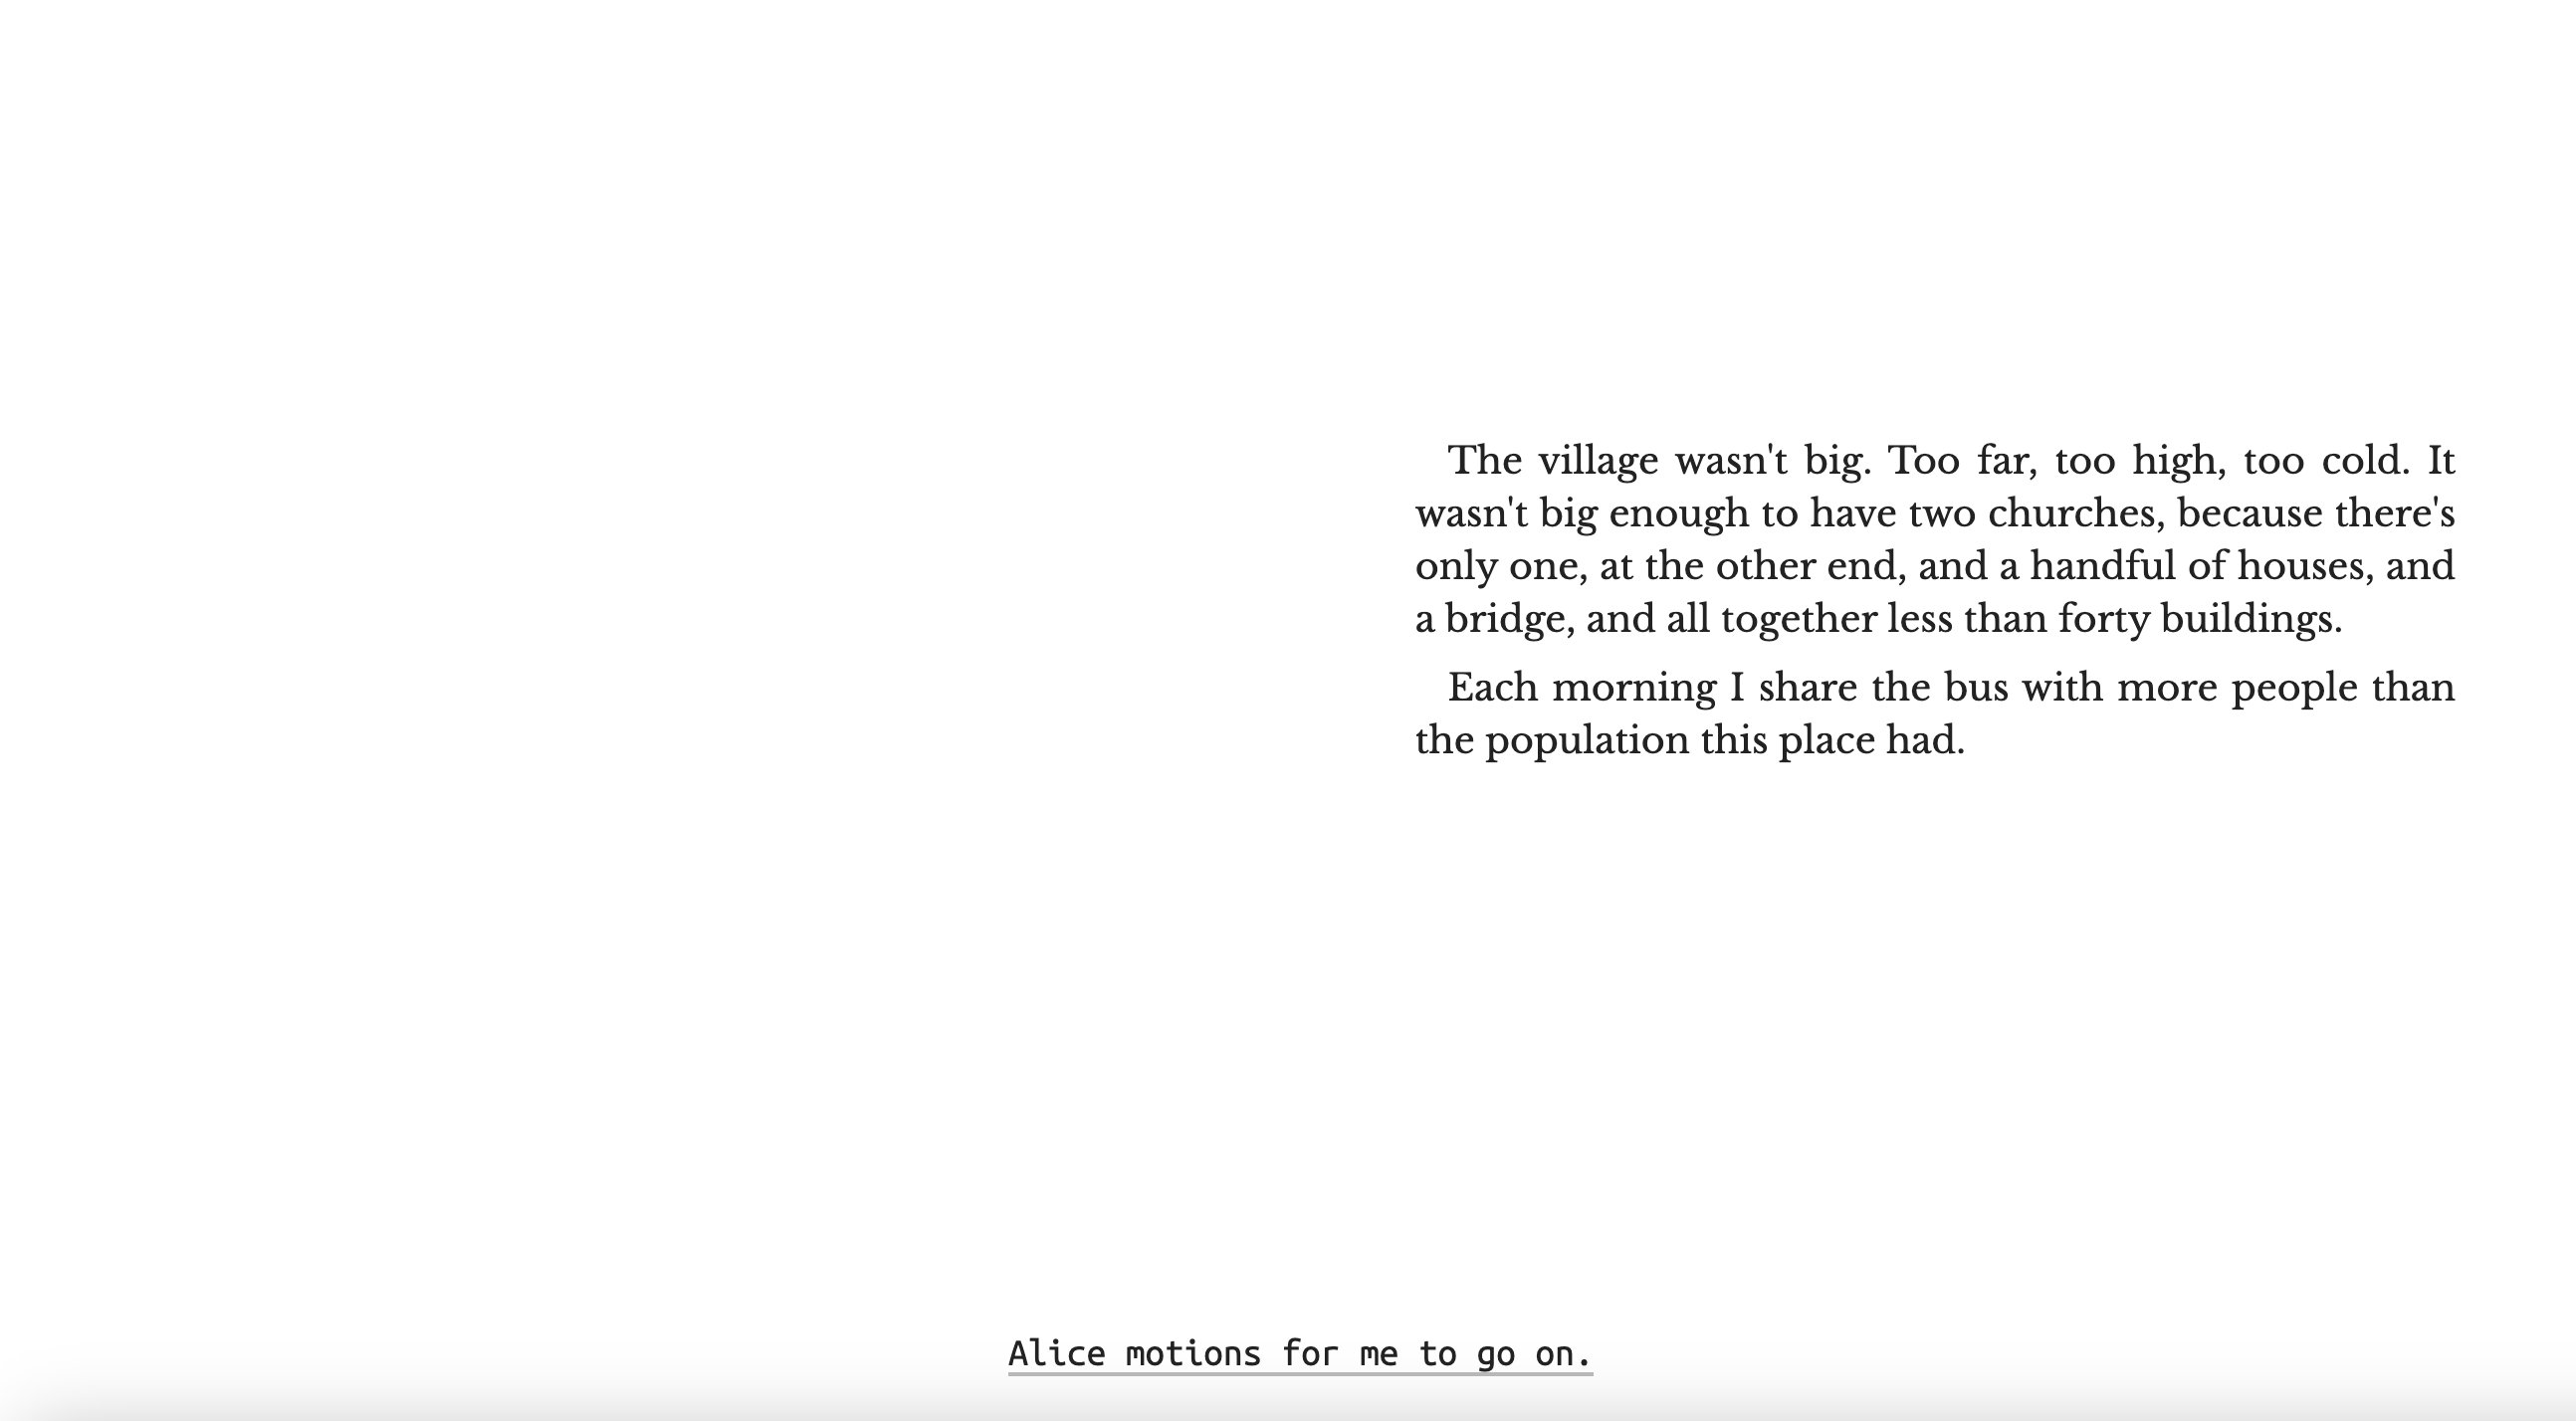 The village wasn't big. Too far, too high, too cold. It
wasn't big enough to have two churches, because there's
only one, at the other end, and a handful of houses, and
a bridge, and all together less than forty buildings.
Each morning I share the bus with more people than
the population this place had.
Alice motions for me to go on.